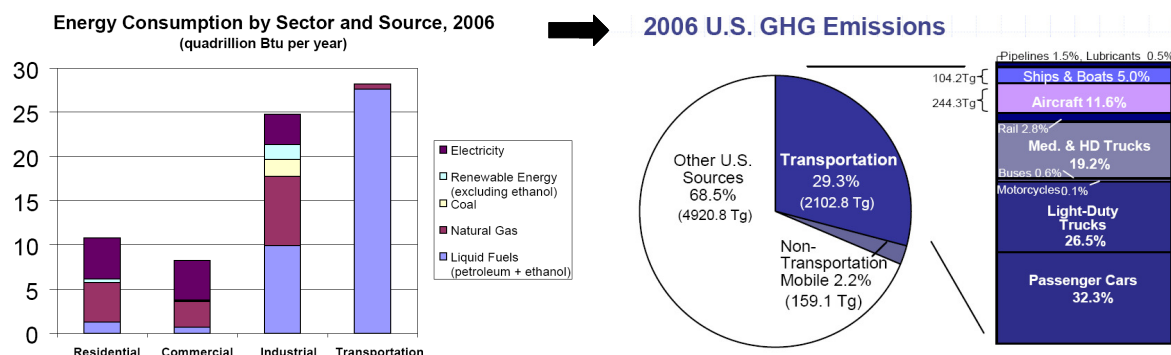 Energy Consumption by Sector and Source, 2006
(quadrillion Btu per year)
30
25
20
15
10
5
0
Residential
Commercial
Industrial
Transportation
Electricity
Renewable Energy
(excluding ethanol)
Coal
Natural Gas
Liquid Fuels
(petroleum + ethanol)
2006 U.S. GHG Emissions
Other U.S.
Sources
68.5%
(4920.8 Tg)
Transportation
29.3%
(2102.8 Tg)
Non-
Transportation
Mobile 2.2%
(159.1 Tg)
Pipelines 1.5%, Lubricants 0.5%
104.2Tg
Ships & Boats 5.0%
244.3Tg
Aircraft 11.6%
Rail 2.8%
Med. & HD Trucks
19.2%
Buses 0.6%
Motorcycles 0.1%
Light-Duty
Trucks
26.5%
Passenger Cars
32.3%